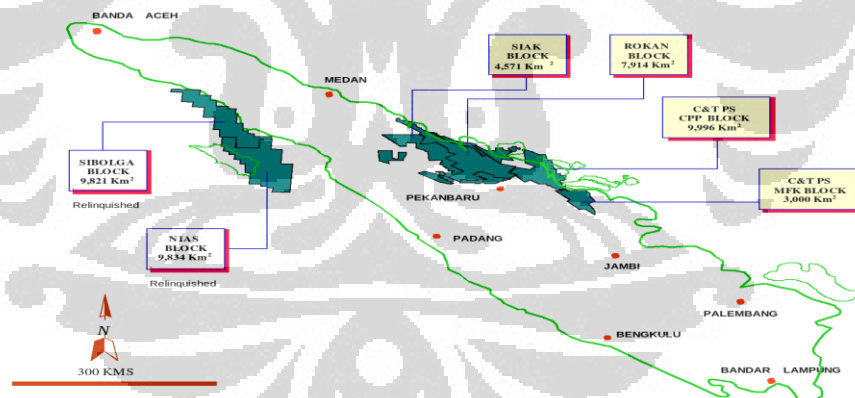 BANDA ACEH
SIAK
BLOCK
4,571 Km 2
ROKAN
BLOCK
7,914 Km2
MEDAN
C&T PS
CPP BLOCK
9,996 Km2
SIBOLGA
BLOCK
9,821 Km2
Relinquished
C&T PS
MFK BLOCK
3,000 Km2
PEKANBARU
NIAS
BLOCK
9,834 Km2
Relinquished
PADANG
JAMBI
PALEMBANG
N
BENGKULU
300 KMS
BANDAR LAMPUNG